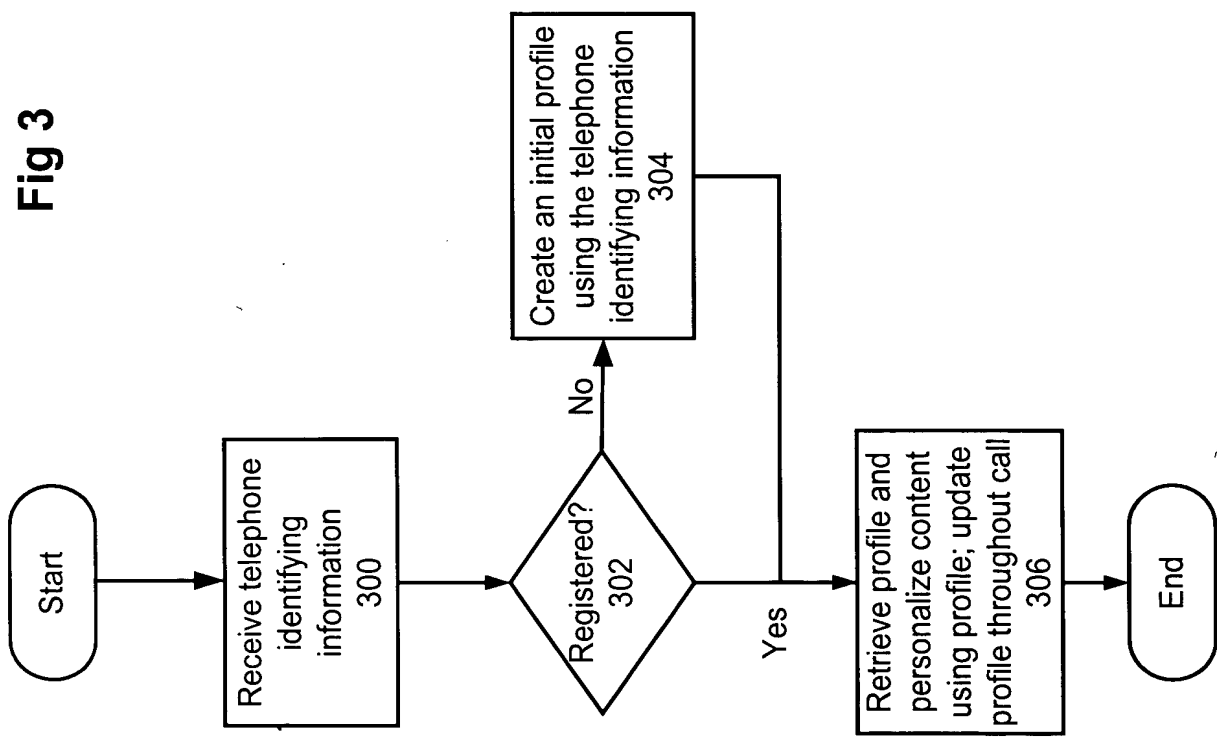 Fig 3
Start
Receive telephone
identifying
information
300
Registered?
302
No
Create an initial profile
using the telephone
identifying information
304
Yes
Retrieve profile and
personalize content
using profile; update
profile throughout call
306
End